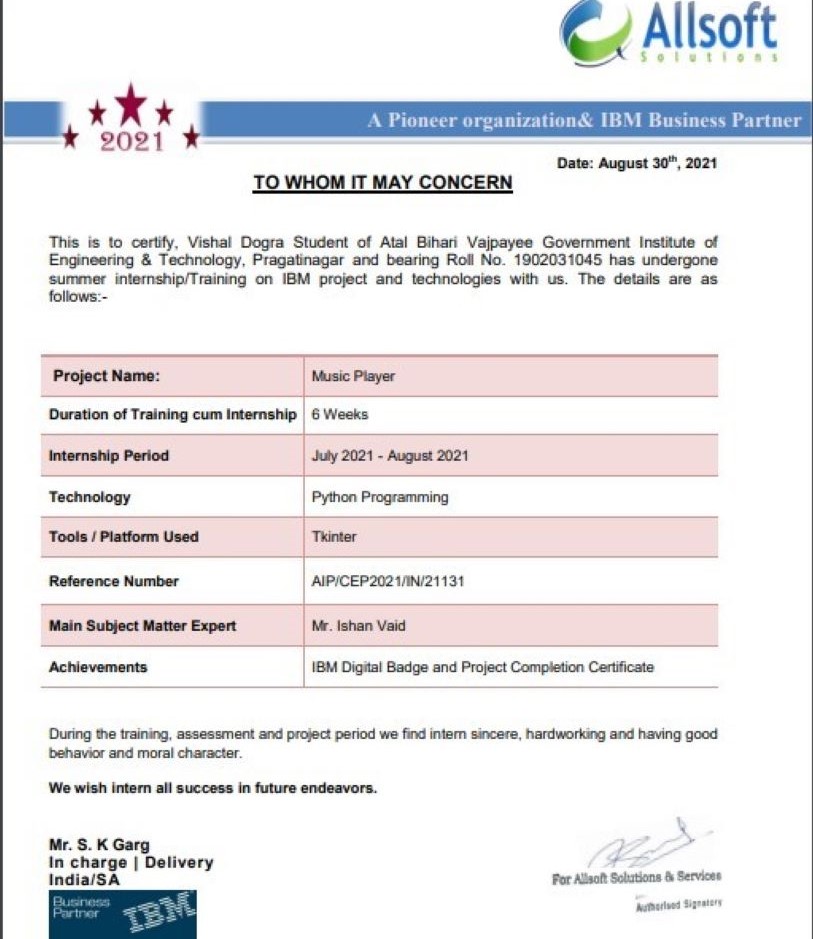 Allsoft
Solutions
2021
A Pioneer organization& IBM Business Partner
Date: August 30th, 2021
TO WHOM IT MAY CONCERN
This is to certify, Vishal Dogra Student of Atal Bihari Vajpayee Government Institute of
Engineering & Technology, Pragatinagar and bearing Roll No. 1902031045 has undergone
summer internship/Training on IBM project and technologies with us. The details are as
follows:-
Project Name: Music Player
Duration of Training cum Internship 6 Weeks
Internship Period July 2021 - August 2021
Technology Python Programming
Tools / Platform Used Tkinter
Reference Number AIP/CEP2021/IN/21131
Main Subject Matter Expert Mr. Ishan Vaid
Achievements IBM Digital Badge and Project Completion Certificate
During the training, assessment and project period we find intern sincere, hardworking and having good
behavior and moral character.
We wish intern all success in future endeavors.
Mr. S. K Garg
In charge | Delivery
India/SA
Business
Partner
IBM
For Allsoft Solutions & Services
Authorised Signatory